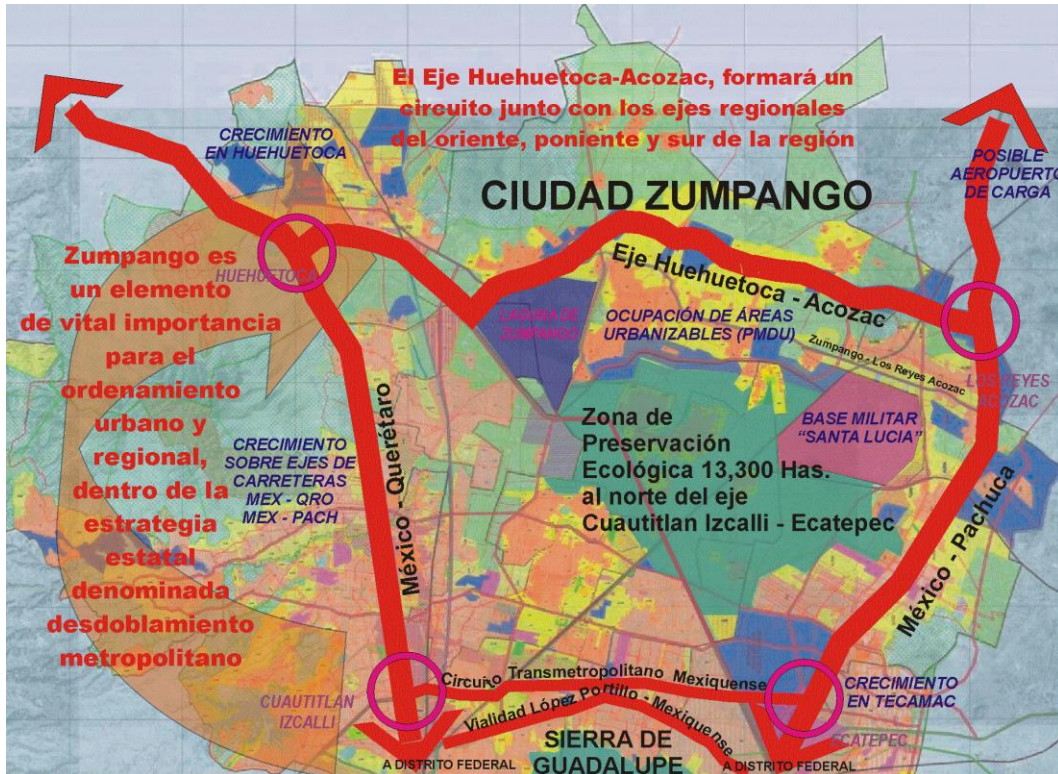 El Eje Huehuetoca-Acozac, formará un
circuito junto con los ejes regionales
del oriente, poniente y sur de la región
CRECIMIENTO
EN HUEHUETOCA
POSIBLE
AEROPUERTO
DE CARGA
CIUDAD ZUMPANGO
Zumpango es
un elemento
de vital importancia
para el
ordenamiento
urbano y
regional,
dentro de la
estrategia
estatal
denominada
desdoblamiento
metropolitano
HUEHUETOCA
Eje Huehuetoca - Acozac
LAGUNA DE
ZUMPANGO
OCUPACIÓN DE ÁREAS
URBANIZABLES (PMDU)
Zumpango - Los Reyes Acozac
LOS REYES
ACOZAC
BASE MILITAR
“SANTA LUCIA”
Zona de
Preservación
Ecológica 13,300 Has.
al norte del eje
Cuautitlan Izcalli - Ecatepec
CRECIMIENTO
SOBRE EJES DE
CARRETERAS
MEX - QRO
MEX - PACH
México - Querétaro
México - Pachuca
CUAUTITLAN
IZCALLI
Circuito Transmetropolitano Mexiquense
Vialidad López Portillo - Mexiquense
CRECIMIENTO
EN TECAMAC
ECATEPEC
SIERRA DE
GUADALUPE
A DISTRITO FEDERAL
A DISTRITO FEDERAL